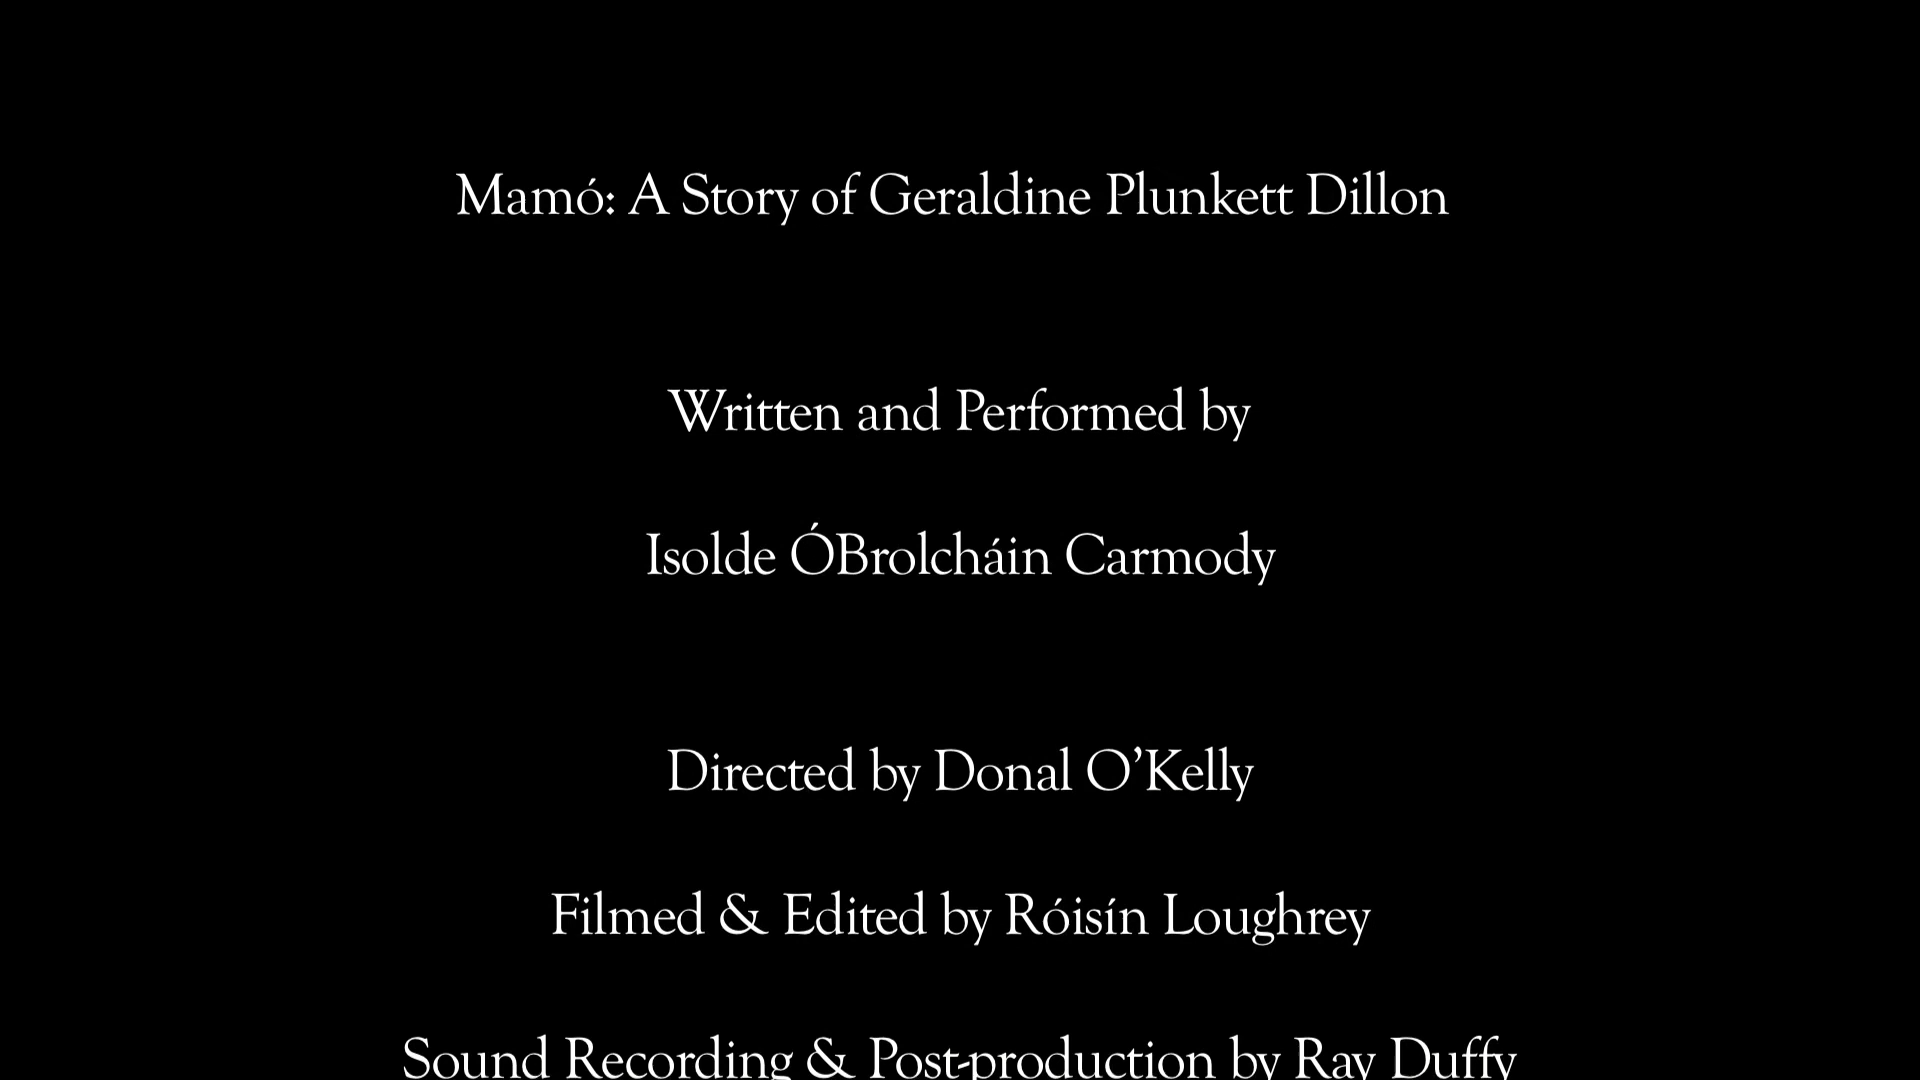 Mamó: A Story of Geraldine Plunkett Dillon
Written and Performed by
Isolde ÓBrolcháin Carmody
Directed by Donal O’Kelly
Filmed & Edited by Róisín Loughrey
Sound Recording & Post-production by Ray Duffy